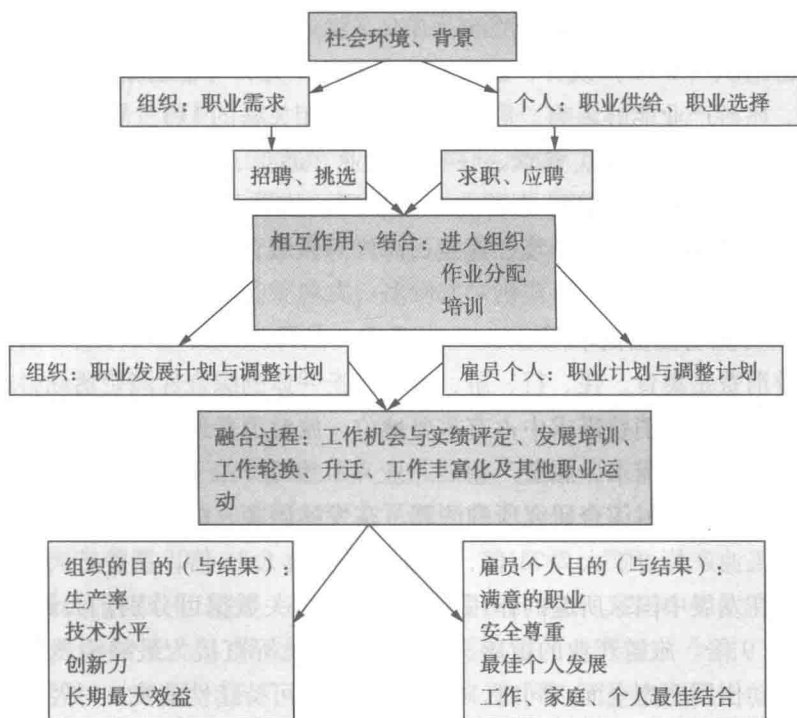 社会环境、背景
组织：职业需求
个人：职业供给、职业选择
招聘、挑选
求职、应聘
相互作用、结合：进入组织
作业分配
培训
组织：职业发展计划与调整计划
雇员个人：职业计划与调整计划
融合过程：工作机会与实绩评定、发展培训、
工作轮换、升迁、工作丰富化及其他职业运
动
组织的目的（与结果）：
生产率
技术水平
创新力
长期最大效益
雇员个人目的（与结果）：
满意的职业
安全尊重
最佳个人发展
工作、家庭、个人最佳结合